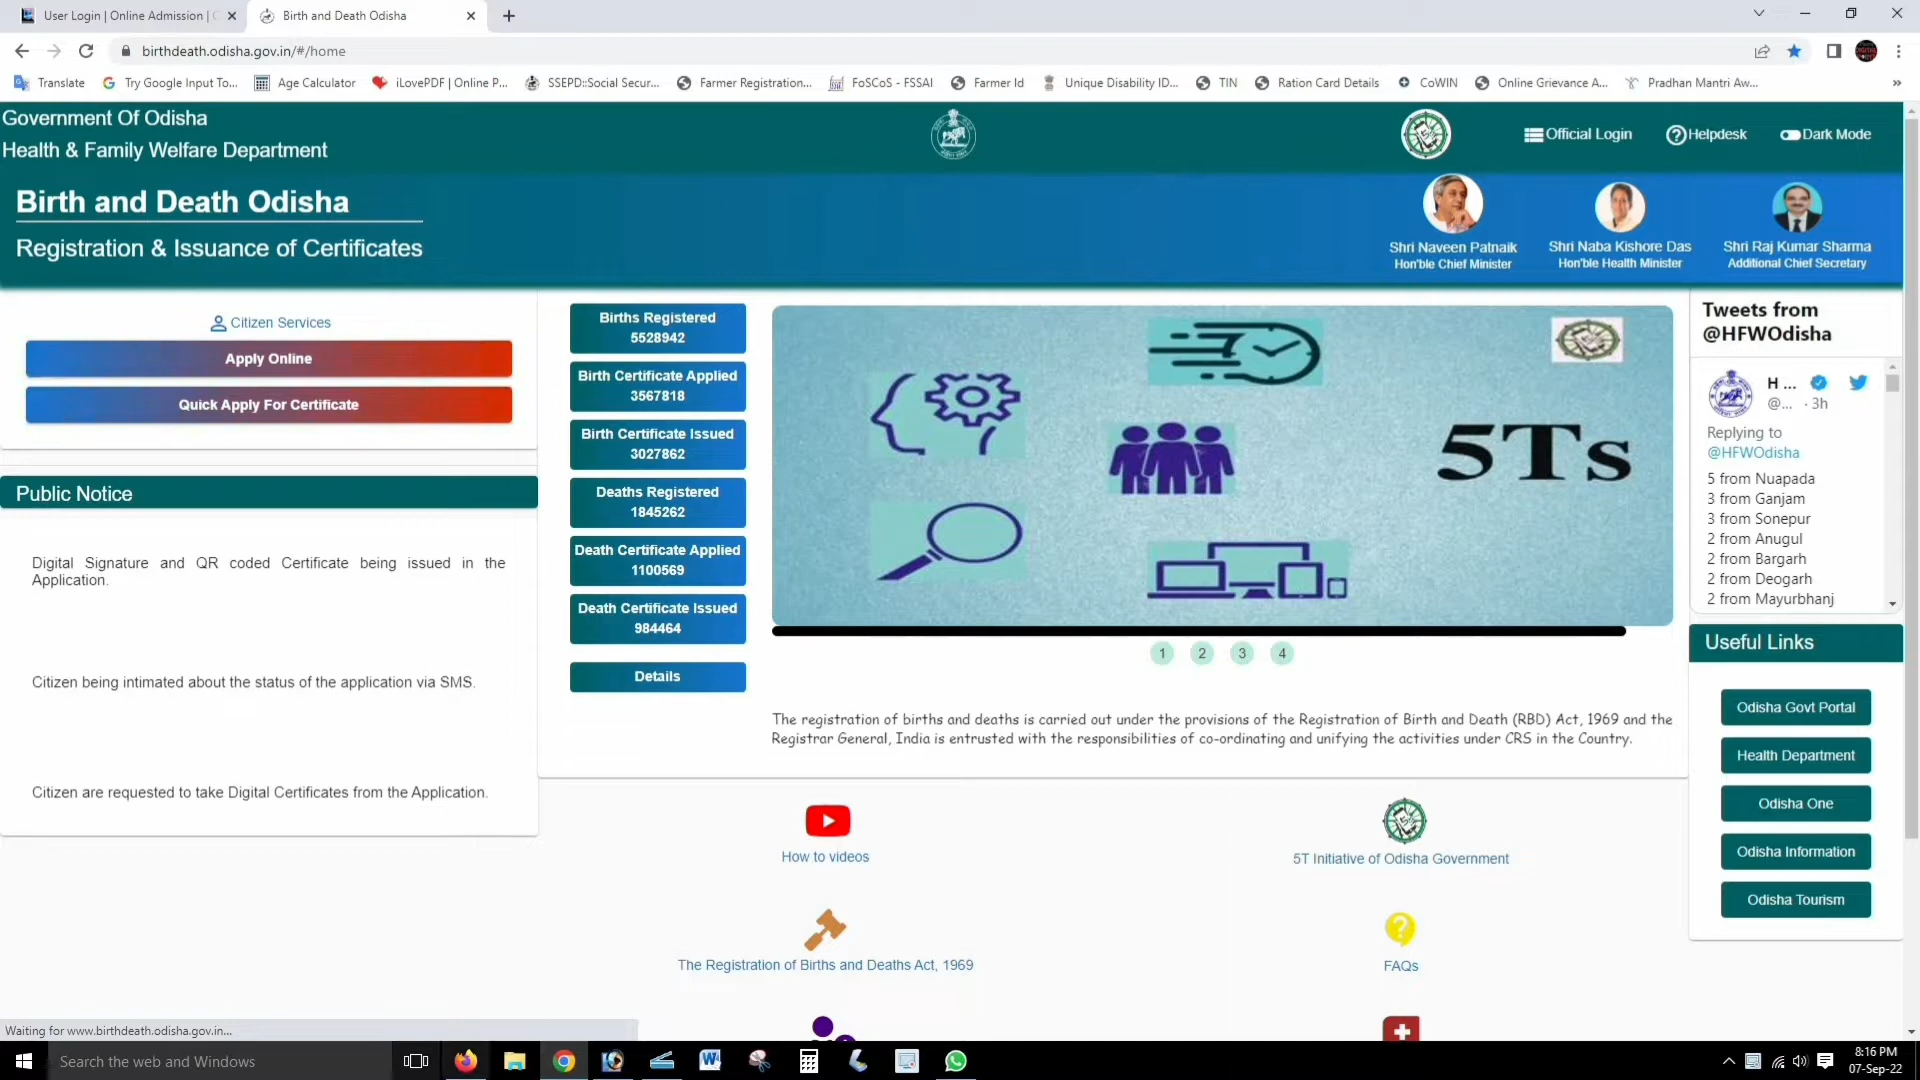 User Login | Online Admission |
Birth and Death Odisha
birthdeath.odisha.gov.in/#/home
Translate
Try Google Input To...
Age Calculator
iLovePDF | Online P...
SSEPD::Social Secur...
Farmer Registration...
FoSCoS - FSSAI
Farmer Id
Unique Disability ID...
TIN
Ration Card Details
CoWIN
Online Grievance A...
Pradhan Mantri Aw...
»
Government Of Odisha
Health & Family Welfare Department
Official Login
Helpdesk
Dark Mode
Birth and Death Odisha
Registration & Issuance of Certificates
Shri Naveen Patnaik
Hon'ble Chief Minister
Shri Naba Kishore Das
Hon'ble Health Minister
Shri Raj Kumar Sharma
Additional Chief Secretary
Citizen Services
Apply Online
Quick Apply For Certificate
Public Notice
Digital Signature and QR coded Certificate being issued in the
Application.
Citizen being intimated about the status of the application via SMS.
Citizen are requested to take Digital Certificates from the Application.
Births Registered
5528942
Birth Certificate Applied
3567818
Birth Certificate Issued
3027862
Deaths Registered
1845262
Death Certificate Applied
1100569
Death Certificate Issued
984464
Details
5Ts
1 2 3 4
The registration of births and deaths is carried out under the provisions of the Registration of Birth and Death (RBD) Act, 1969 and the
Registrar General, India is entrusted with the responsibilities of co-ordinating and unifying the activities under CRS in the Country.
How to videos
5T Initiative of Odisha Government
The Registration of Births and Deaths Act, 1969
FAQs
Tweets from
@HFWOdisha
H ...
@... · 3h
Replying to
@HFWOdisha
5 from Nuapada
3 from Ganjam
3 from Sonepur
2 from Anugul
2 from Bargarh
2 from Deogarh
2 from Mayurbhanj
Useful Links
Odisha Govt Portal
Health Department
Odisha One
Odisha Information
Odisha Tourism
Waiting for www.birthdeath.odisha.gov.in...
Search the web and Windows
8:16 PM
07-Sep-22